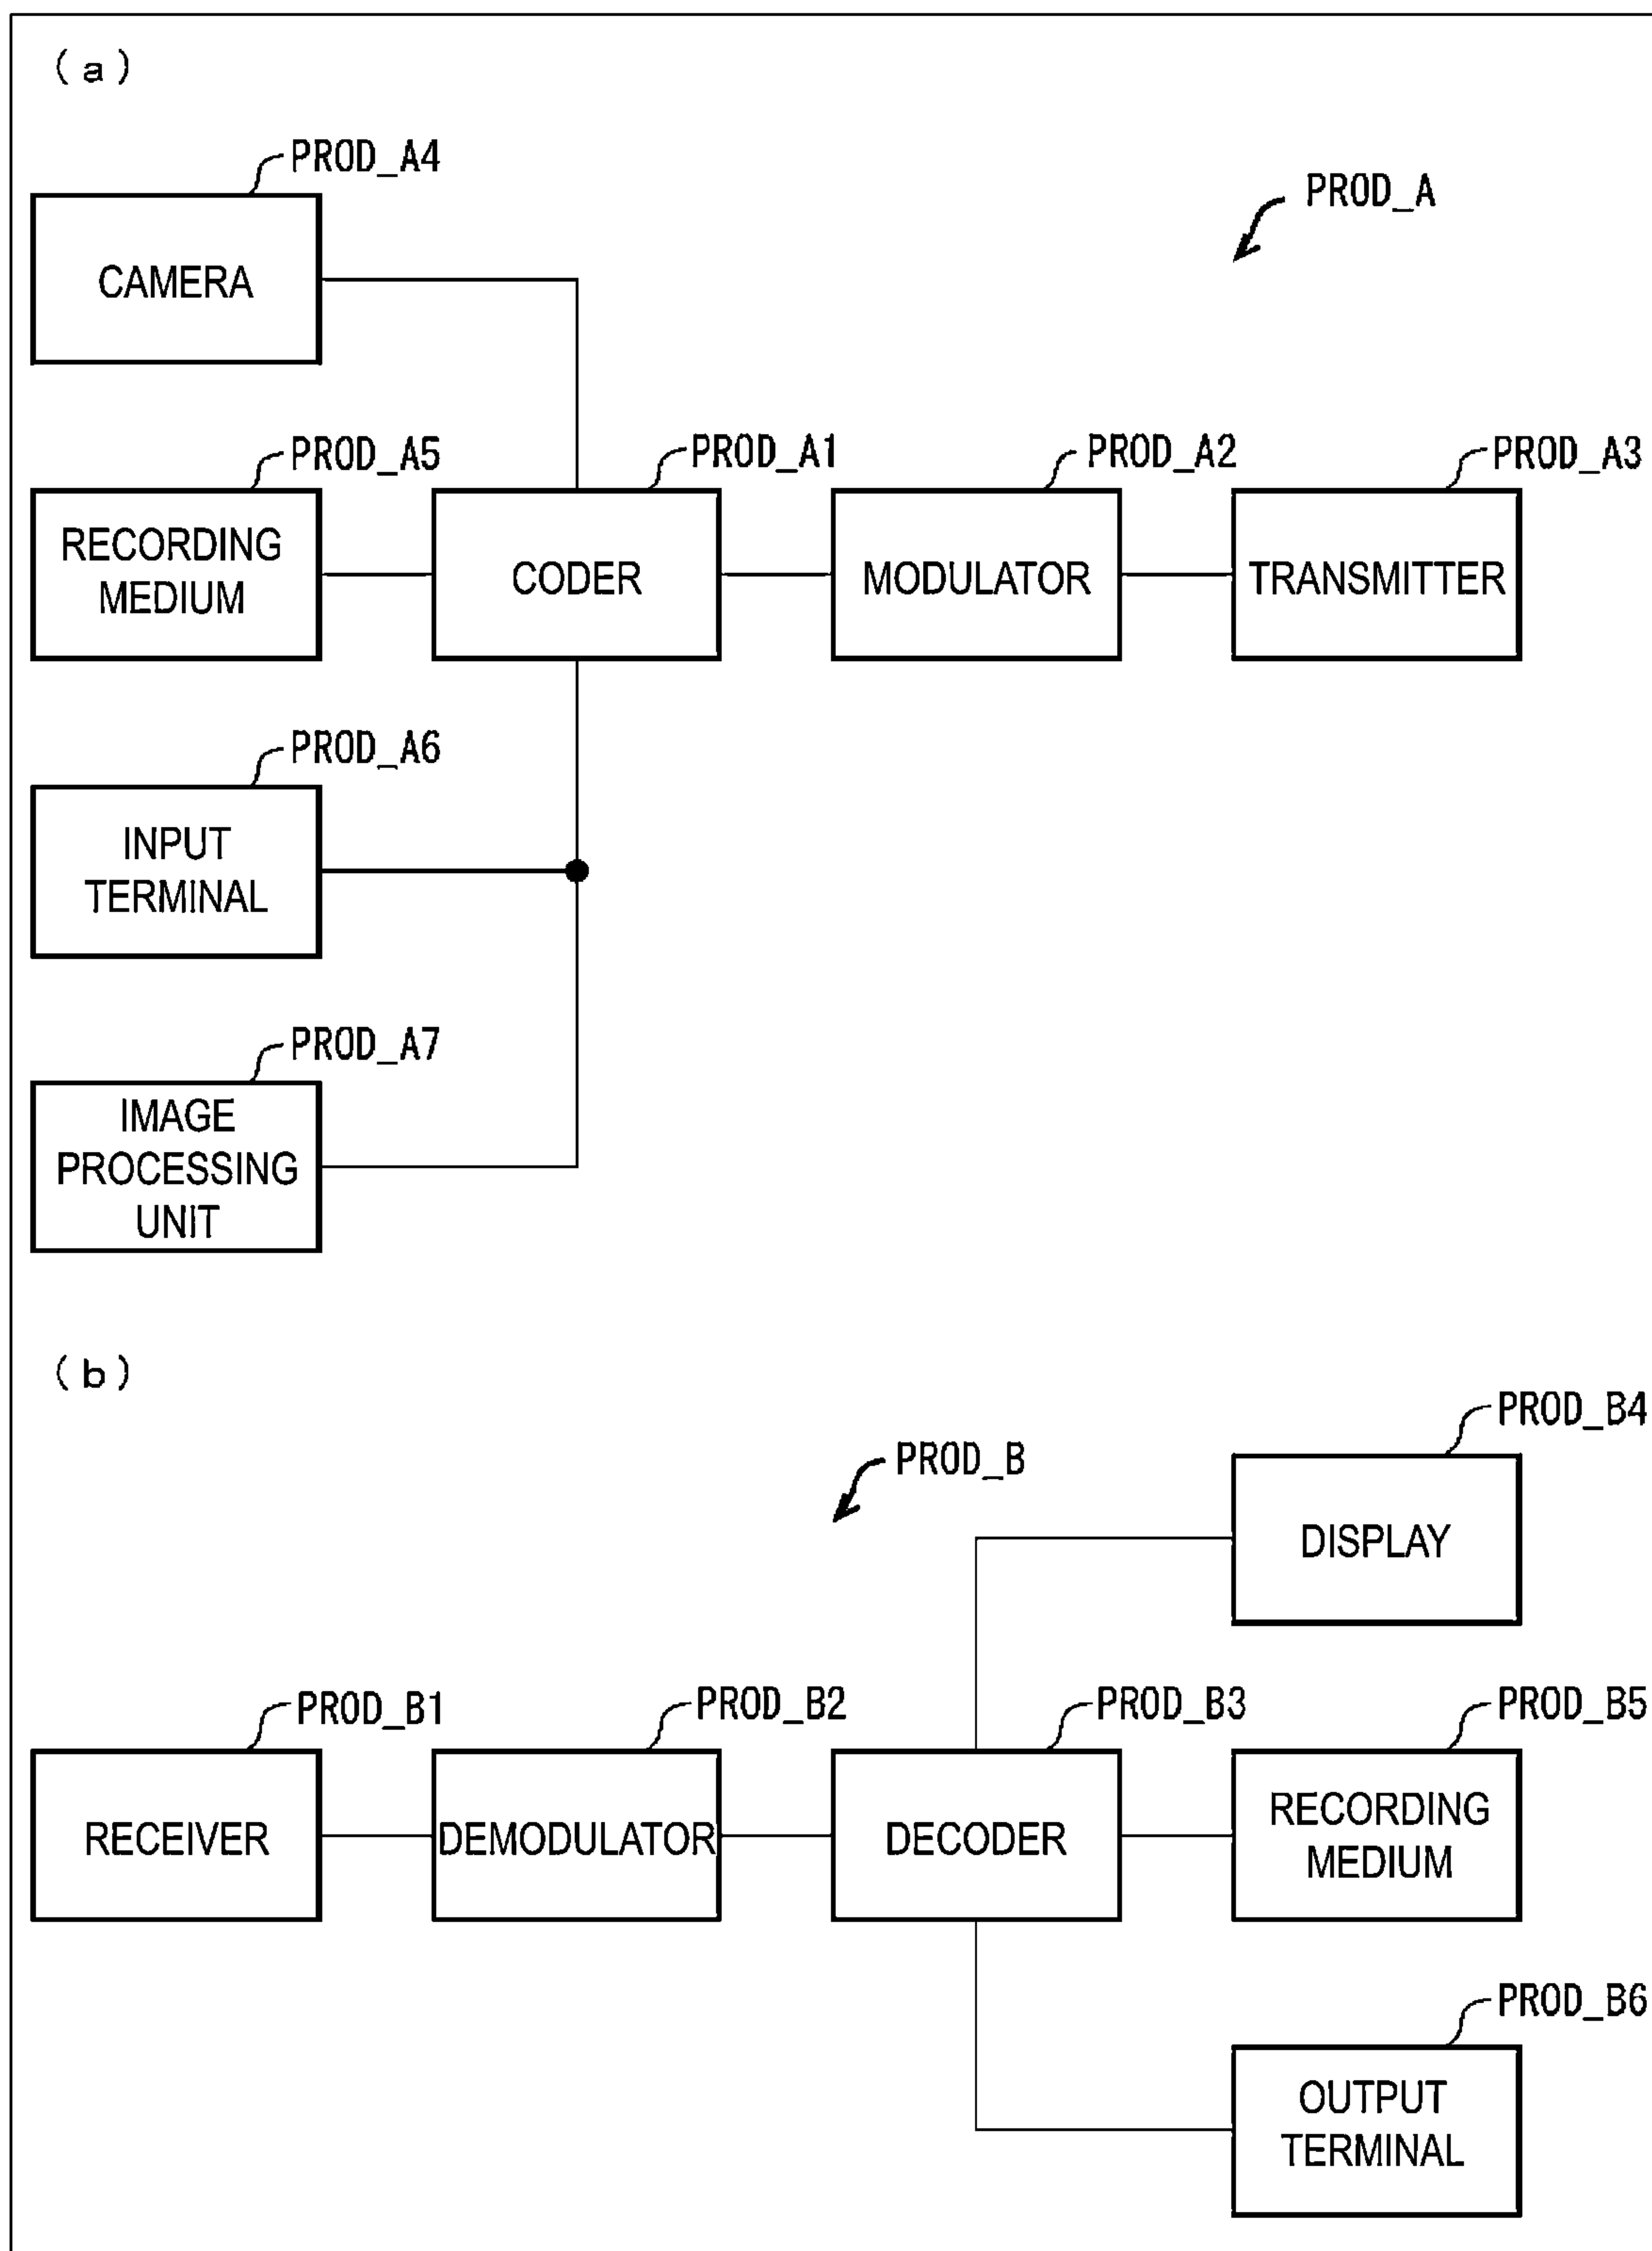 (a)
PROD_A4
PROD_A
CAMERA
PROD_A5
PROD_A1
PROD_A2
PROD_A3
RECORDING
MEDIUM
CODER
MODULATOR
TRANSMITTER
PROD_A6
INPUT
TERMINAL
PROD_A7
IMAGE
PROCESSING
UNIT
(b)
PROD_B4
PROD_B
DISPLAY
PROD_B1
PROD_B2
PROD_B3
PROD_B5
RECEIVER
DEMODULATOR
DECODER
RECORDING
MEDIUM
PROD_B6
OUTPUT
TERMINAL